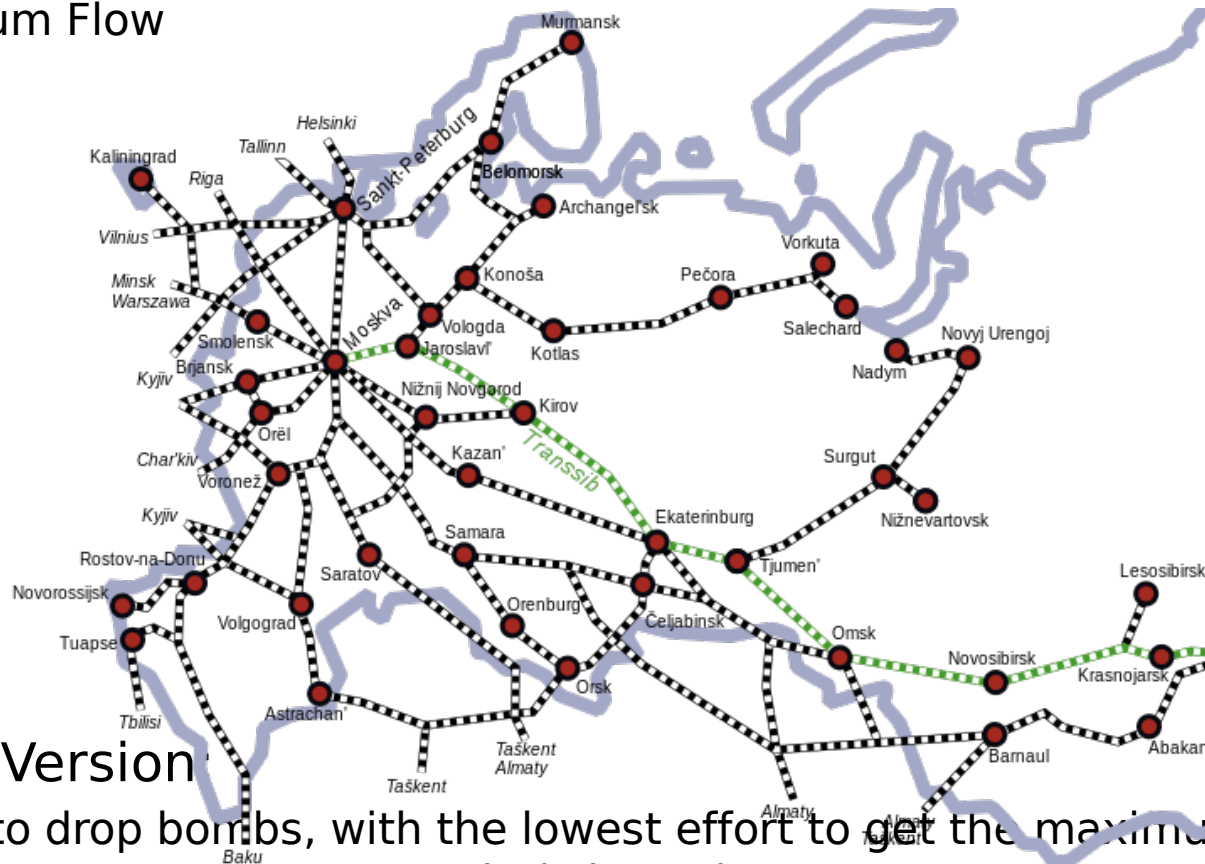 um Flow
Murmansk
Helsinki
Tallinn
Sankt-Peterburg
Kaliningrad
Riga
Belomorsk
Archangel'sk
Vilnius
Vorkuta
Minsk
Warszawa
Konoša
Pečora
Moskva
Salechard
Smolensk
Vologda
Jaroslavl'
Kotlas
Novyj Urengoj
Nadym
Brjansk
Kyjiv
Nižnij Novgorod
Kirov
Orël
Transsib
Char'kiv
Voronež
Kazan'
Surgut
Nižnevartovsk
Kyjiv
Ekaterinburg
Samara
Rostov-na-Donu
Saratov
Tjumen'
Lesosibirsk
Novorossijsk
Volgograd
Orenburg
Čeljabinsk
Tuapse
Omsk
Novosibirsk
Krasnojarsk
Orsk
Astrachan'
Tbilisi
Taškent
Almaty
Barnaul
Abakan
Version
Taškent
Almaty
Almaty
Taškent
to drop bombs, with the lowest effort to get the maximu
Baku